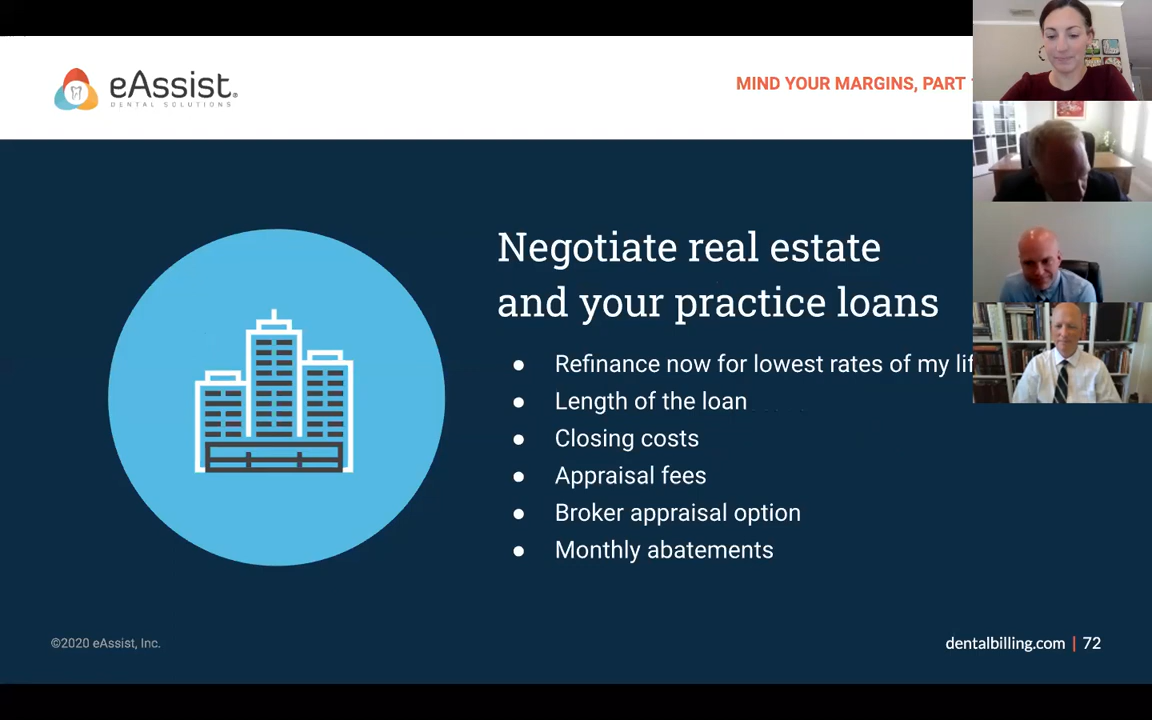 eAssist®
DENTAL SOLUTIONS
MIND YOUR MARGINS, PART
Negotiate real estate
and your practice loans
● Refinance now for lowest rates of my
● Length of the loan
● Closing costs
● Appraisal fees
● Broker appraisal option
● Monthly abatements
©2020 eAssist, Inc.
dentalbilling.com | 72